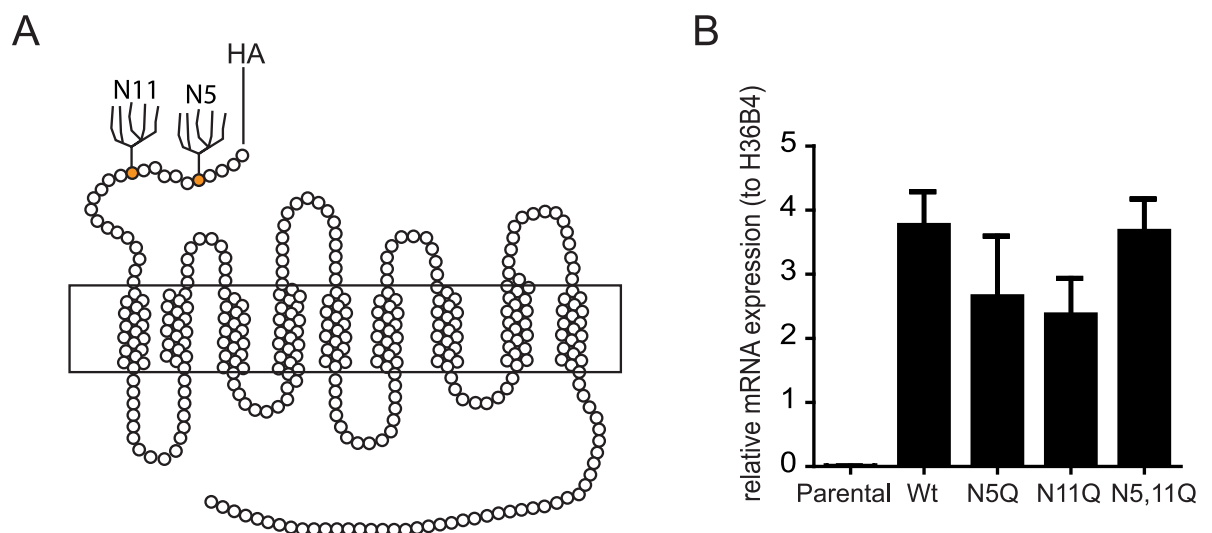 A
HA
N11 N5
B
relative mRNA expression (to H36B4)
5
4
3
2
1
0
Parental Wt N5Q N11Q N5,11Q